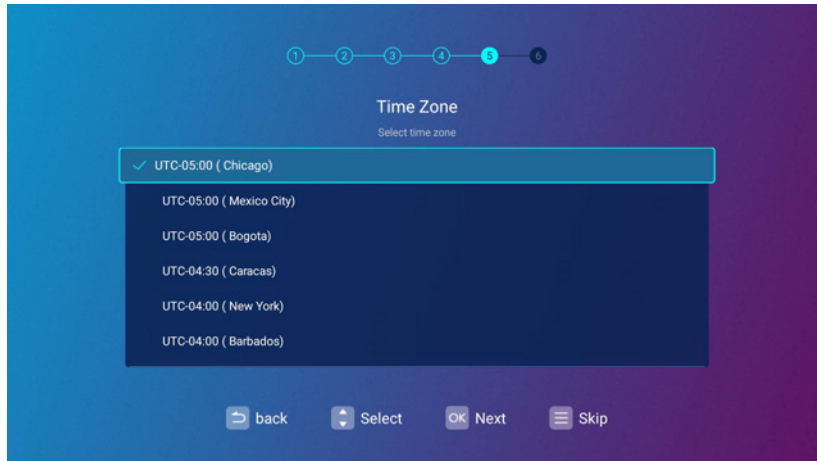 1 2 3 4 5 6
Time Zone
Select time zone
UTC-05:00 ( Chicago)
UTC-05:00 ( Mexico City)
UTC-05:00 ( Bogota)
UTC-04:30 ( Caracas)
UTC-04:00 ( New York)
UTC-04:00 ( Barbados)
back Select OK Next Skip